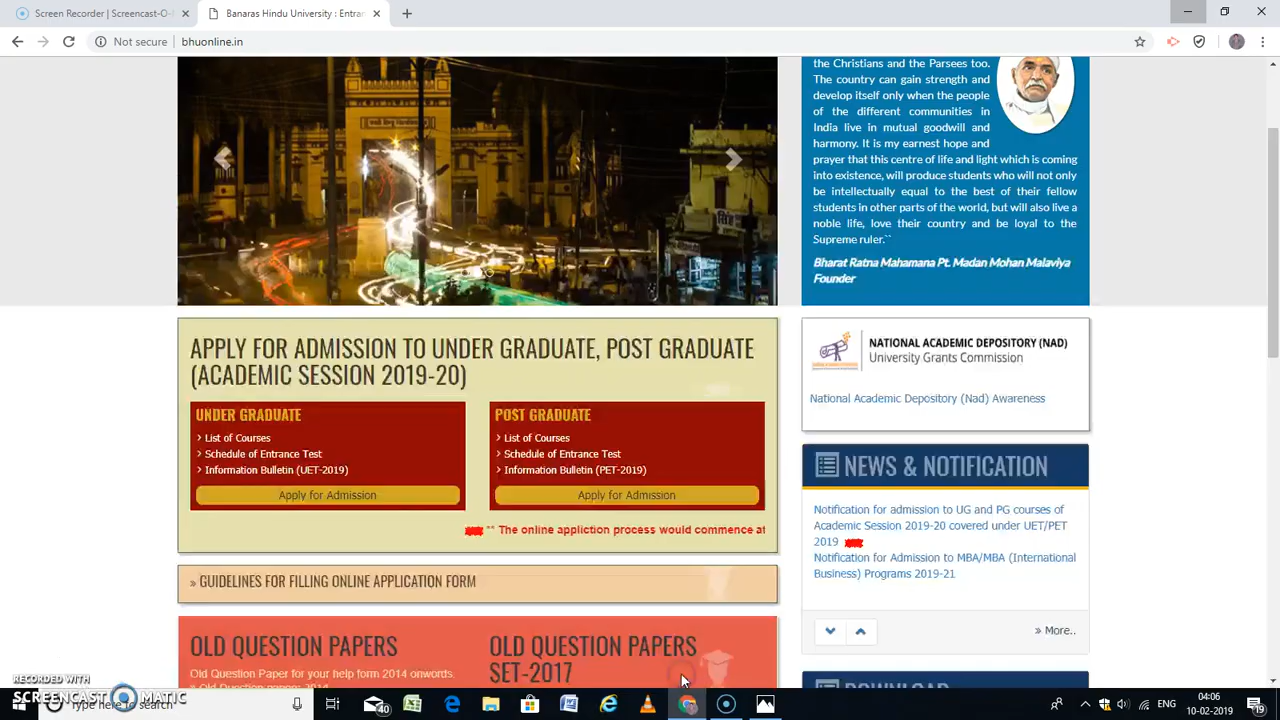 Screen Recorder | Screencast-O-
Banaras Hindu University : Entran
Not secure | bhuonline.in
the Christians and the Parsees too.
The country can gain strength and
develop itself only when the people
of the different communities in
India live in mutual goodwill and
harmony. It is my earnest hope and
prayer that this centre of life and light which is coming
into existence, will produce students who will not only
be intellectually equal to the best of their fellow
students in other parts of the world, but will also live a
noble life, love their country and be loyal to the
Supreme ruler.``
Bharat Ratna Mahamana Pt. Madan Mohan Malaviya
Founder
APPLY FOR ADMISSION TO UNDER GRADUATE, POST GRADUATE
(ACADEMIC SESSION 2019-20)
UNDER GRADUATE
› List of Courses
› Schedule of Entrance Test
› Information Bulletin (UET-2019)
Apply for Admission
POST GRADUATE
› List of Courses
› Schedule of Entrance Test
› Information Bulletin (PET-2019)
Apply for Admission
** The online appliction process would commence at
» GUIDELINES FOR FILLING ONLINE APPLICATION FORM
OLD QUESTION PAPERS
Old Question Paper for your help form 2014 onwards.
» Old Question paper: 2014
OLD QUESTION PAPERS
SET-2017
NATIONAL ACADEMIC DEPOSITORY (NAD)
University Grants Commission
National Academic Depository (Nad) Awareness
NEWS & NOTIFICATION
Notification for admission to UG and PG courses of
Academic Session 2019-20 covered under UET/PET
2019
Notification for Admission to MBA/MBA (International
Business) Programs 2019-21
» More..
DOWNLOAD
RECORDED WITH
SCREENCAST MATIC
Type here to search
40
ENG
04:06
10-02-2019
19